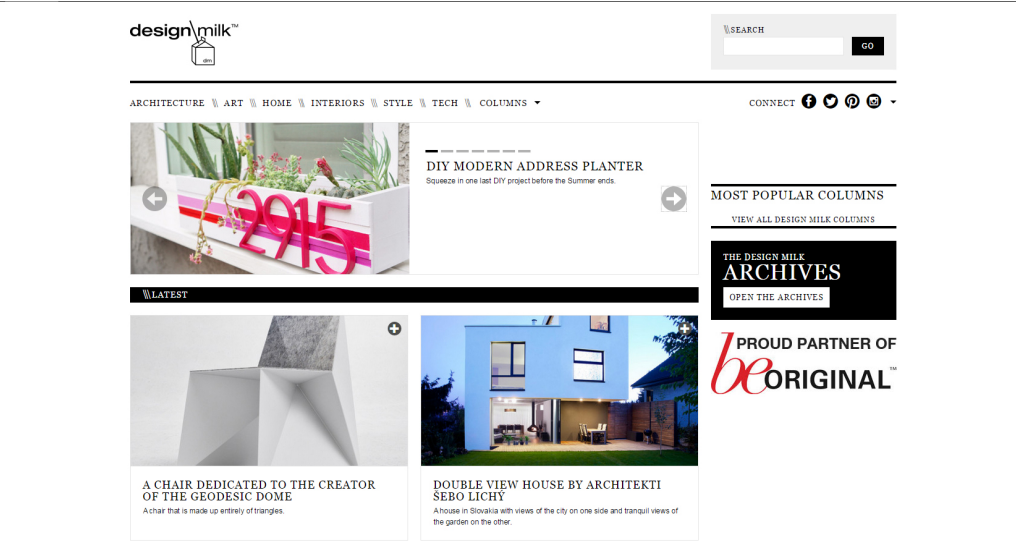 design milk™
dm
\\\SEARCH
GO
ARCHITECTURE \\\ ART \\\ HOME \\\ INTERIORS \\\ STYLE \\\ TECH \\\ COLUMNS
CONNECT
2915
DIY MODERN ADDRESS PLANTER
Squeeze in one last DIY project before the Summer ends.
MOST POPULAR COLUMNS
VIEW ALL DESIGN MILK COLUMNS
THE DESIGN MILK
ARCHIVES
OPEN THE ARCHIVES
\\\LATEST
PROUD PARTNER OF
be ORIGINAL™
A CHAIR DEDICATED TO THE CREATOR
OF THE GEODESIC DOME
A chair that is made up entirely of triangles.
DOUBLE VIEW HOUSE BY ARCHITEKTI
ŠEBO LICHÝ
A house in Slovakia with views of the city on one side and tranquil views of
the garden on the other.